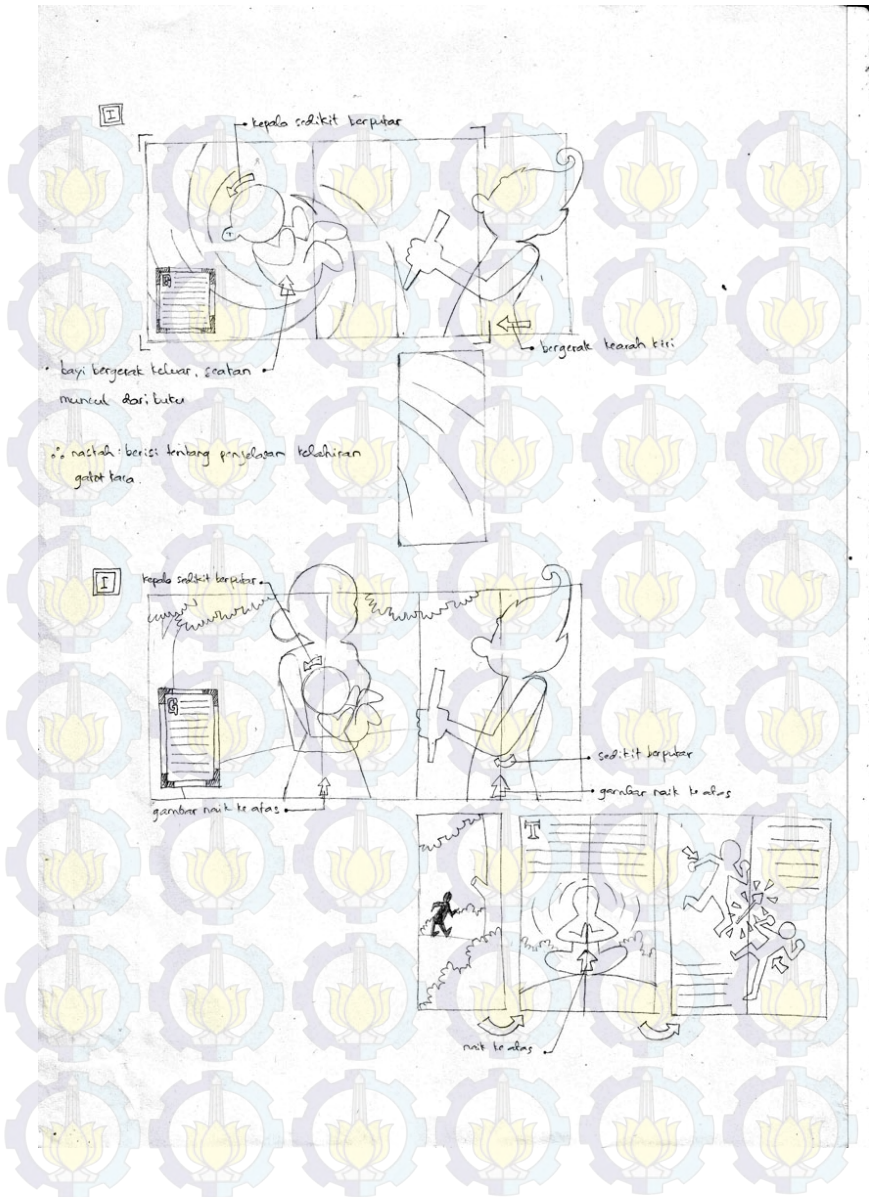 I
kepala sedikit berputar
bergerak kearah kiri
bayi bergerak keluar, seakan
muncul dari buku
naskah : berisi tentang penjelasan kelahiran
gatot kaca
I
kepala sedikit berputar
G
sedikit berputar
gambar naik ke atas
gambar naik ke atas
T
naik ke atas